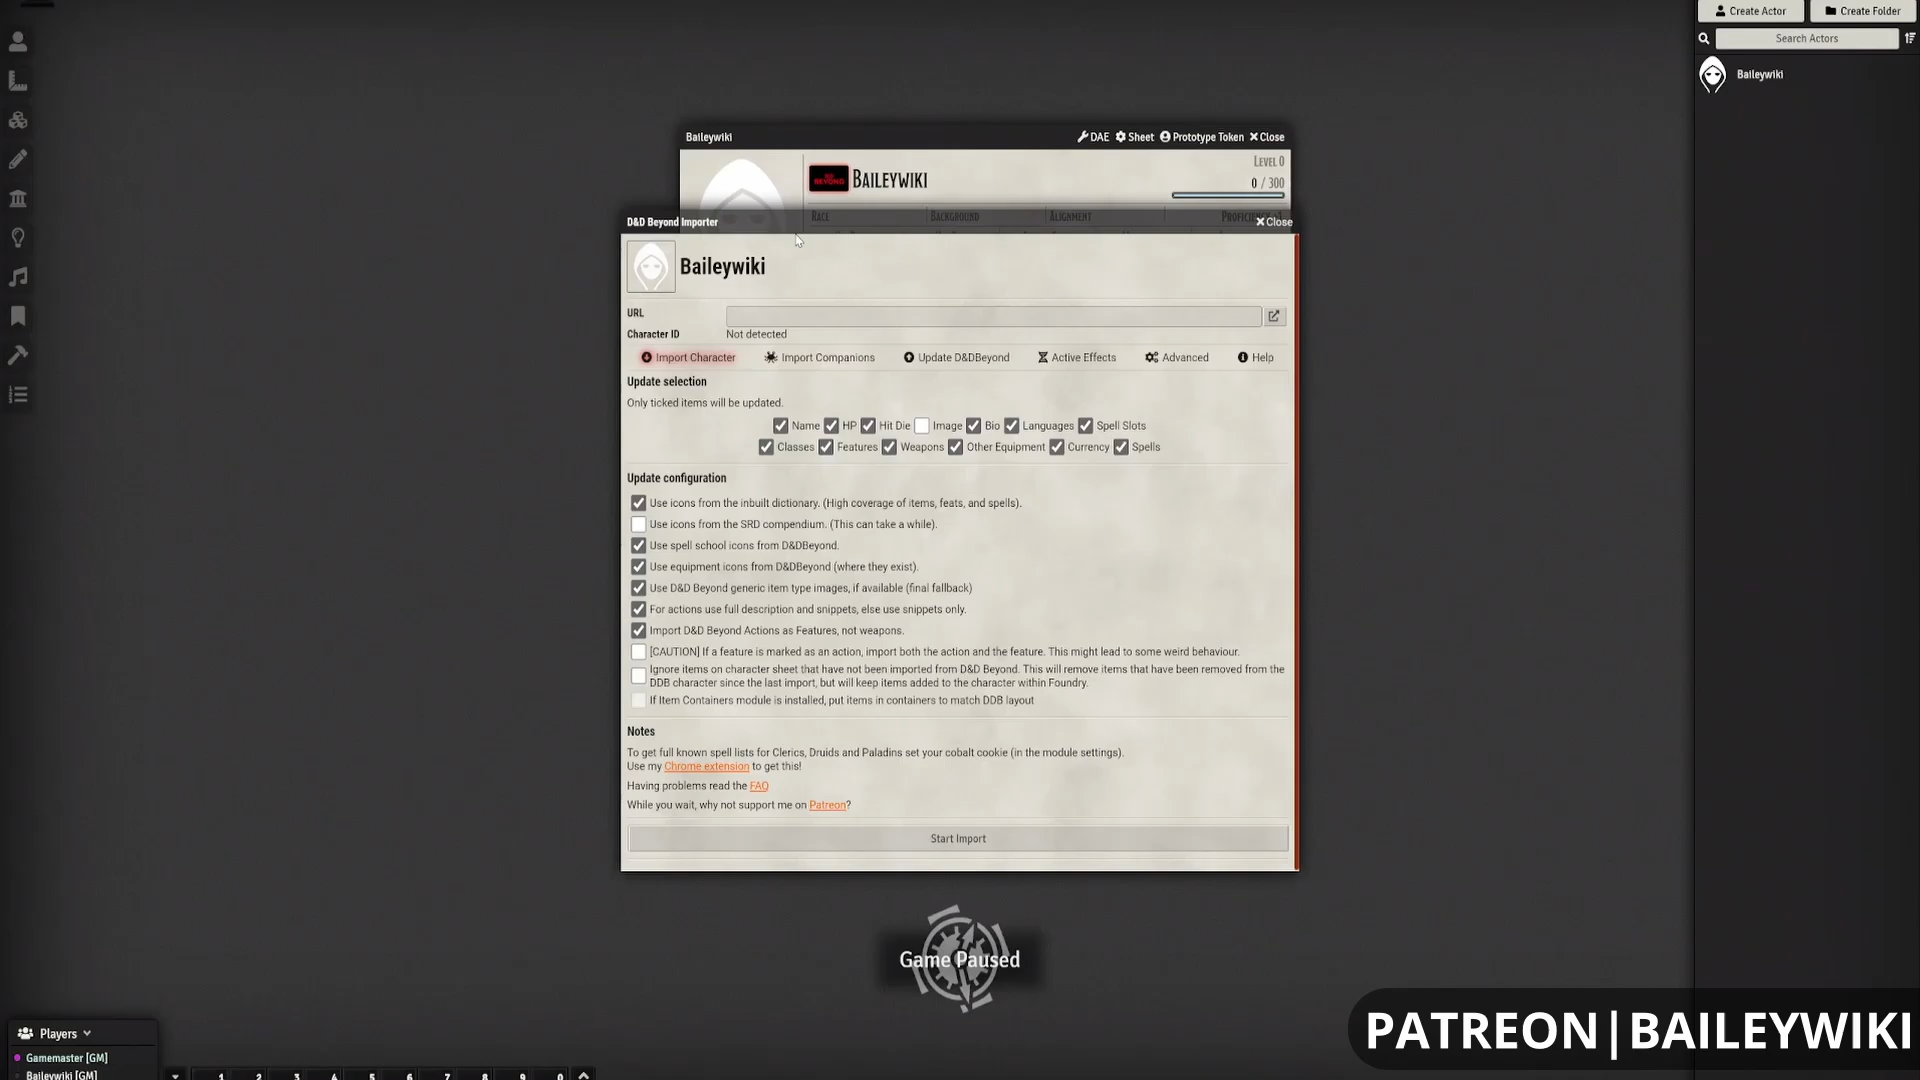 Create Actor Create Folder
Search Actors
Baileywiki
Baileywiki DAE Sheet Prototype Token Close
BEYOND BAILEYWIKI LEVEL 0
0 / 300
RACE BACKGROUND ALIGNMENT
D&D Beyond Importer Close
Baileywiki
URL
Character ID Not detected
Import Character Import Companions Update D&DBeyond Active Effects Advanced Help
Update selection
Only ticked items will be updated.
Name HP Hit Die Image Bio Languages Spell Slots
Classes Features Weapons Other Equipment Currency Spells
Update configuration
Use icons from the inbuilt dictionary. (High coverage of items, feats, and spells).
Use icons from the SRD compendium. (This can take a while).
Use spell school icons from D&DBeyond.
Use equipment icons from D&DBeyond (where they exist).
Use D&D Beyond generic item type images, if available (final fallback)
For actions use full description and snippets, else use snippets only.
Import D&D Beyond Actions as Features, not weapons.
[CAUTION] If a feature is marked as an action, import both the action and the feature. This might lead to some weird behaviour.
Ignore items on character sheet that have not been imported from D&D Beyond. This will remove items that have been removed from the
DDB character since the last import, but will keep items added to the character within Foundry.
If Item Containers module is installed, put items in containers to match DDB layout
Notes
To get full known spell lists for Clerics, Druids and Paladins set your cobalt cookie (in the module settings).
Use my Chrome extension to get this!
Having problems read the FAQ
While you wait, why not support me on Patreon?
Start Import
Game Paused
PATREON|BAILEYWIKI
Players
Gamemaster [GM]
Baileywiki [GM]
1 2 3 4 5 6 7 8 9 0